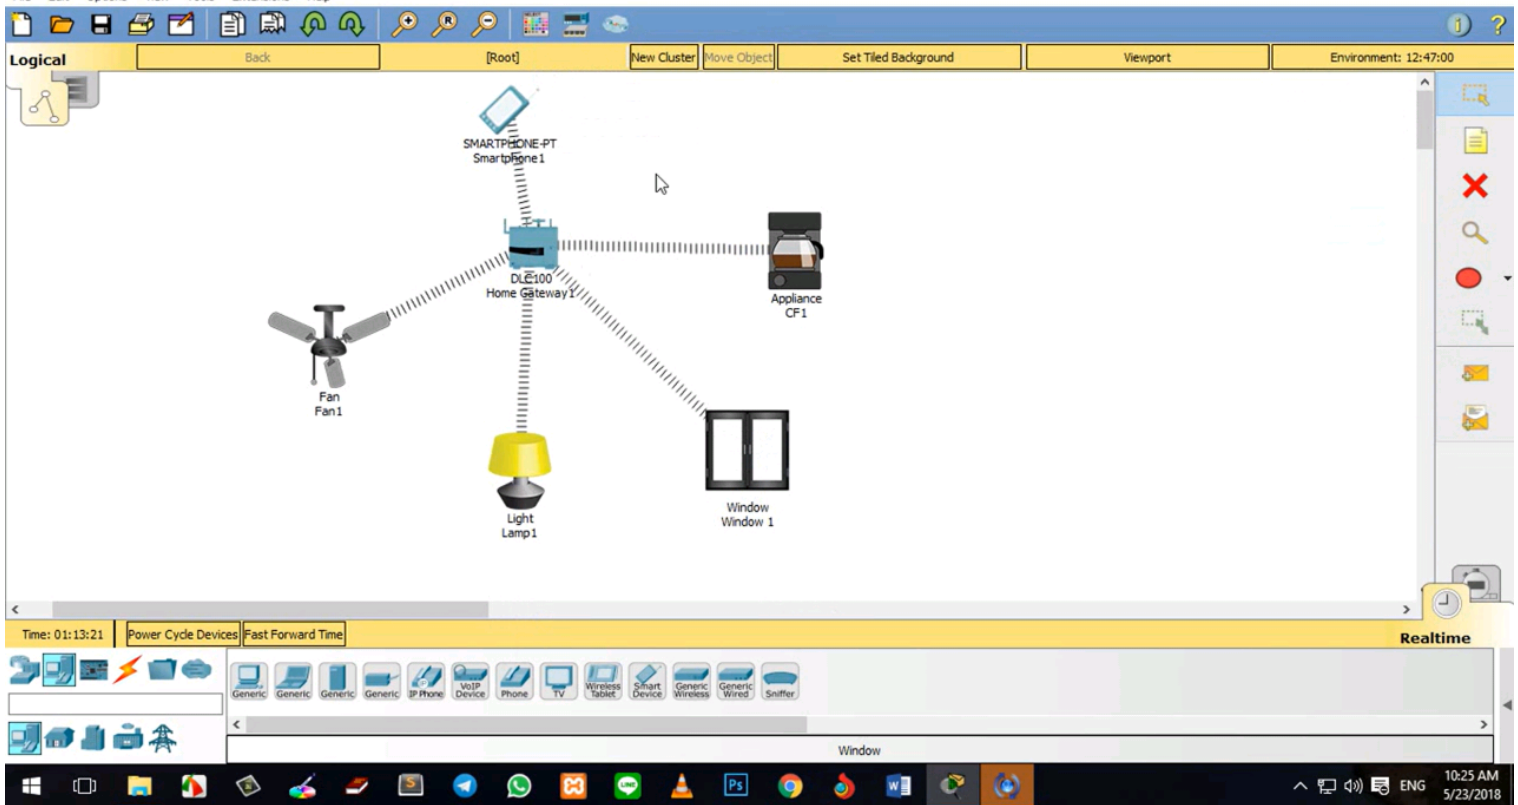 Logical
Back
[Root]
New Cluster
Move Object
Set Tiled Background
Viewport
Environment: 12:47:00
SMARTPHONE-PT
Smartphone1
DLC100
Home Gateway1
Appliance
CF1
Fan
Fan1
Light
Lamp1
Window
Window 1
Time: 01:13:21
Power Cycle Devices
Fast Forward Time
Realtime
Generic
Generic
Generic
Generic
IP Phone
VoIP
Device
Phone
TV
Wireless
Tablet
Smart
Device
Generic
Wireless
Generic
Wired
Sniffer
Window
S
LINE
Ps
W
ENG
10:25 AM
5/23/2018